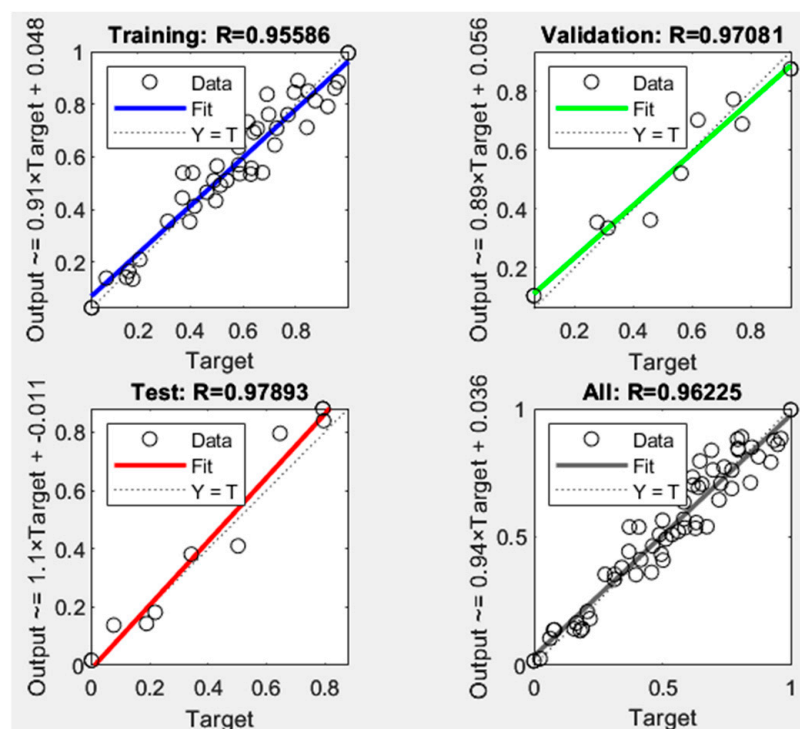 Training: R=0.95586
Output ~= 0.91×Target + 0.048
1
0.8
0.6
0.4
0.2
Data
Fit
Y = T
0.2 0.4 0.6 0.8
Target
Validation: R=0.97081
Output ~= 0.89×Target + 0.056
0.8
0.6
0.4
0.2
Data
Fit
Y = T
0.2 0.4 0.6 0.8
Target
Test: R=0.97893
Output ~= 1.1×Target + -0.011
0.8
0.6
0.4
0.2
0
Data
Fit
Y = T
0 0.2 0.4 0.6 0.8
Target
All: R=0.96225
Output ~= 0.94×Target + 0.036
1
0.5
0
Data
Fit
Y = T
0 0.5 1
Target